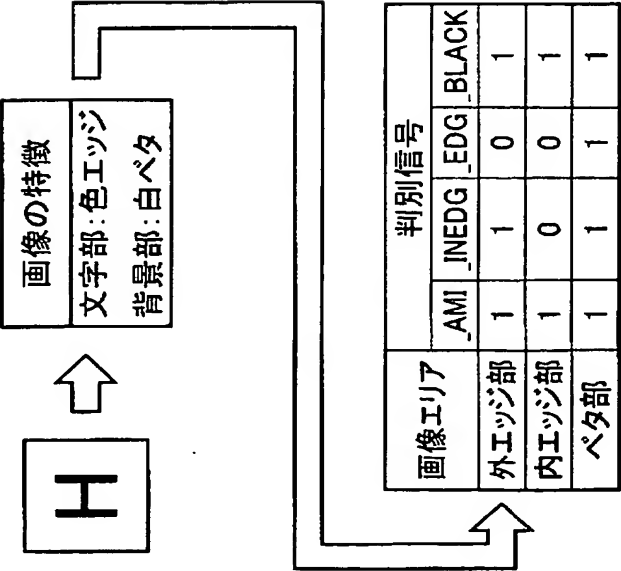 H
画像の特徴
文字部:色エッジ
背景部:白ベタ
画像エリア 判別信号
_AMI _INEDG _EDG _BLACK
外エッジ部 1 1 0 1
内エッジ部 1 0 0 1
ベタ部 1 1 1 1